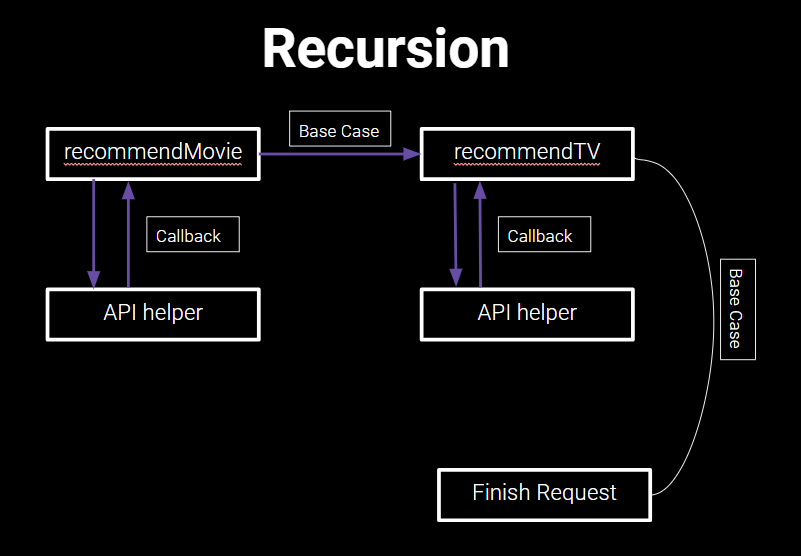 Recursion
Base Case
recommendMovie
recommendTV
Callback
Callback
API helper
API helper
Base Case
Finish Request